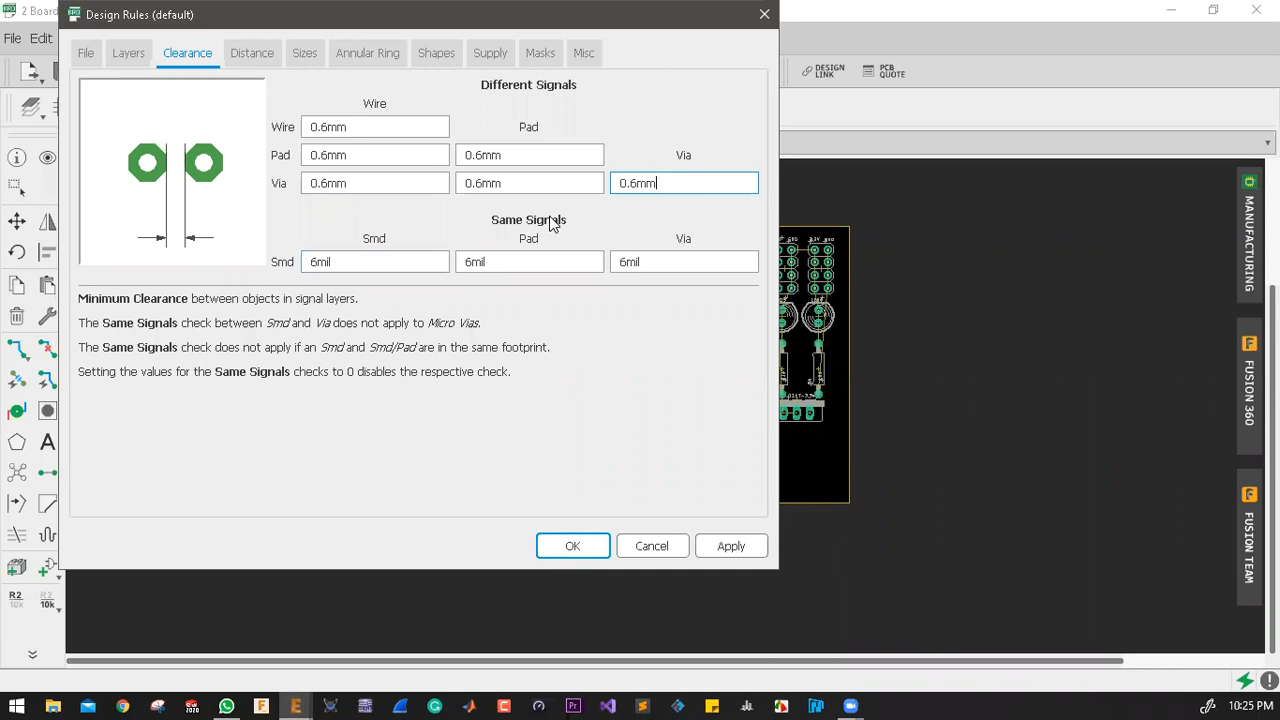 2 Board
Design Rules (default)
File Edit
File Layers Clearance Distance Sizes Annular Ring Shapes Supply Masks Misc
DESIGN LINK
PCB QUOTE
Different Signals
Wire
Wire 0.6mm Pad
Pad 0.6mm 0.6mm Via
Via 0.6mm 0.6mm 0.6mm
Same Signals
Smd Pad Via
Smd 6mil 6mil 6mil
Minimum Clearance between objects in signal layers.
The Same Signals check between Smd and Via does not apply to Micro Vias.
The Same Signals check does not apply if an Smd and Smd/Pad are in the same footprint.
Setting the values for the Same Signals checks to 0 disables the respective check.
OK Cancel Apply
MANUFACTURING
FUSION 360
FUSION TEAM
R2
10k
R2
10k
10:25 PM